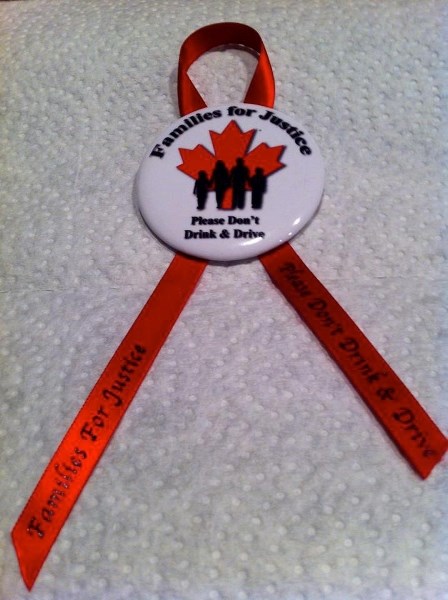 Families for Justice
Please Don't
Drink & Drive
Families For Justice
Please Don't Drink & Drive